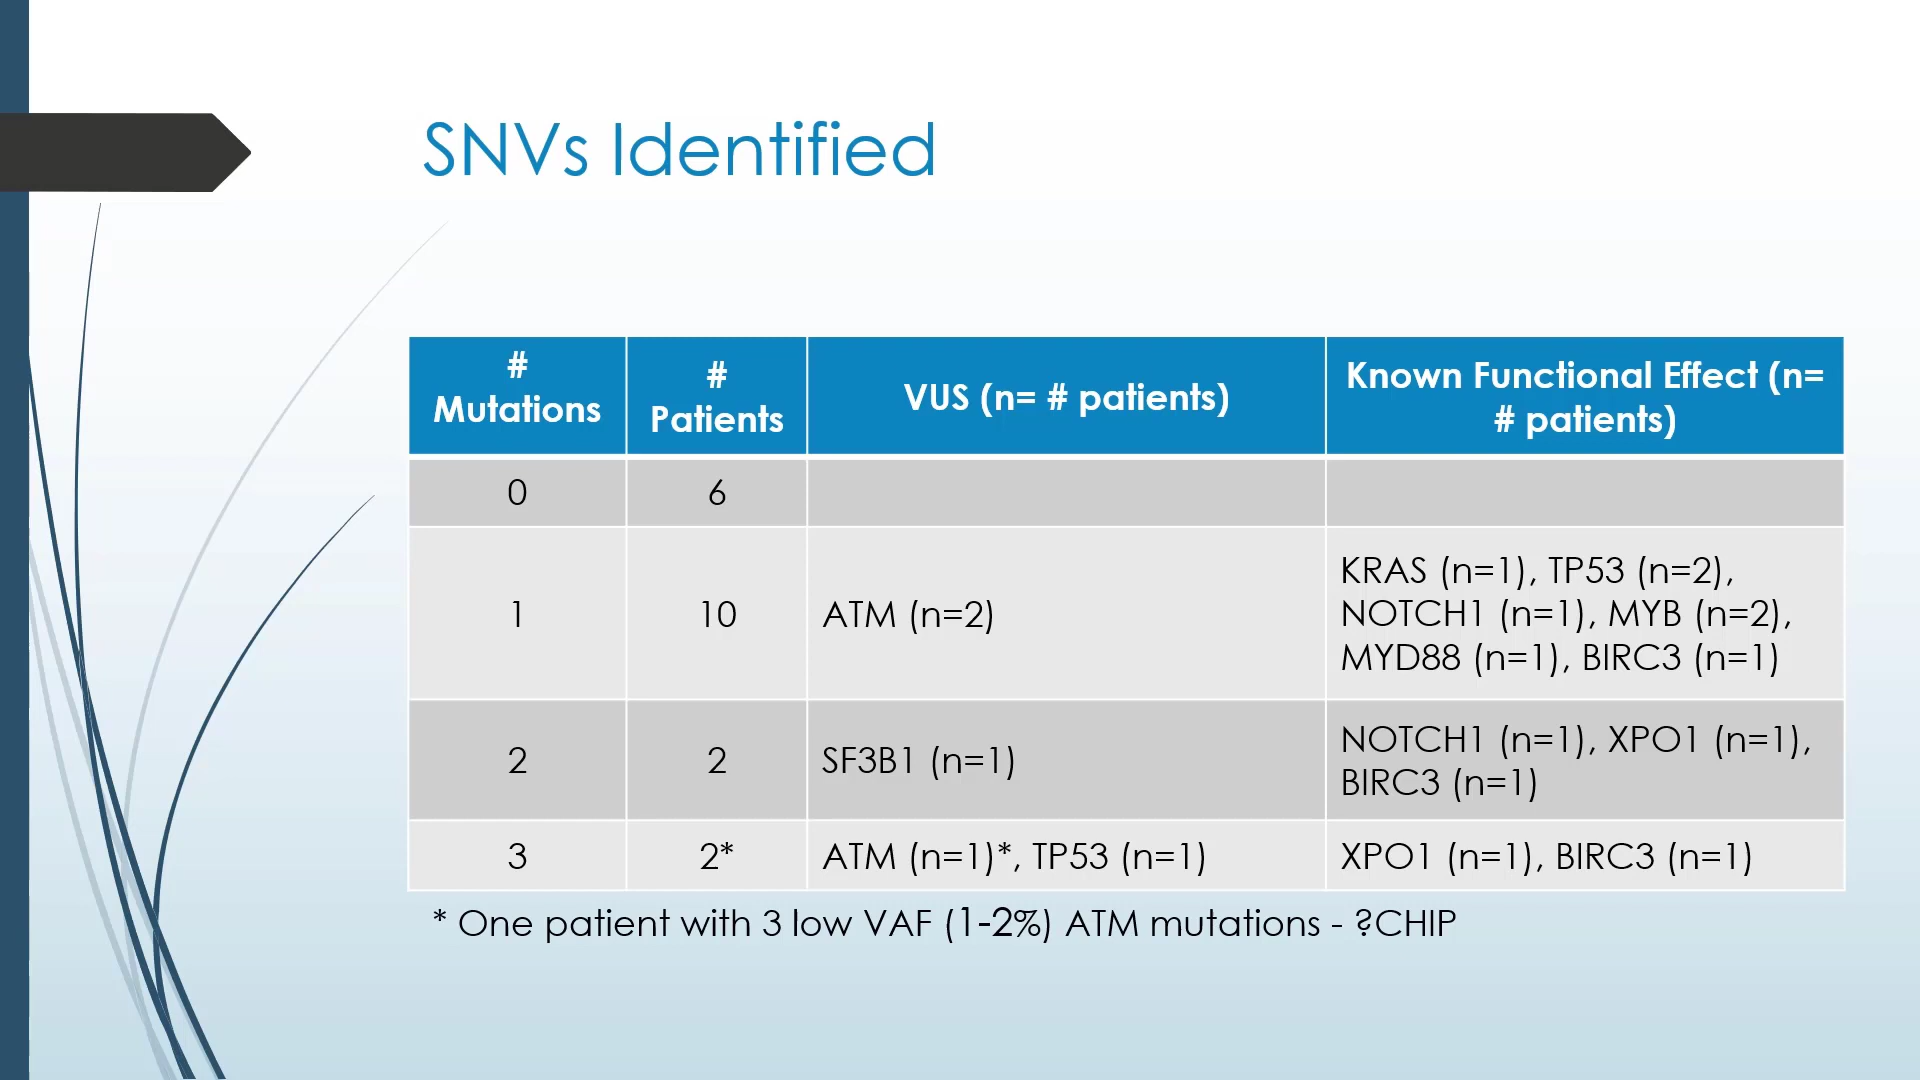 SNVs Identified
#
Mutations
#
Patients
VUS (n= # patients)
Known Functional Effect (n=
# patients)
0
6
1
10
ATM (n=2)
KRAS (n=1), TP53 (n=2),
NOTCH1 (n=1), MYB (n=2),
MYD88 (n=1), BIRC3 (n=1)
2
2
SF3B1 (n=1)
NOTCH1 (n=1), XPO1 (n=1),
BIRC3 (n=1)
3
2*
ATM (n=1)*, TP53 (n=1)
XPO1 (n=1), BIRC3 (n=1)
* One patient with 3 low VAF (1-2%) ATM mutations - ?CHIP